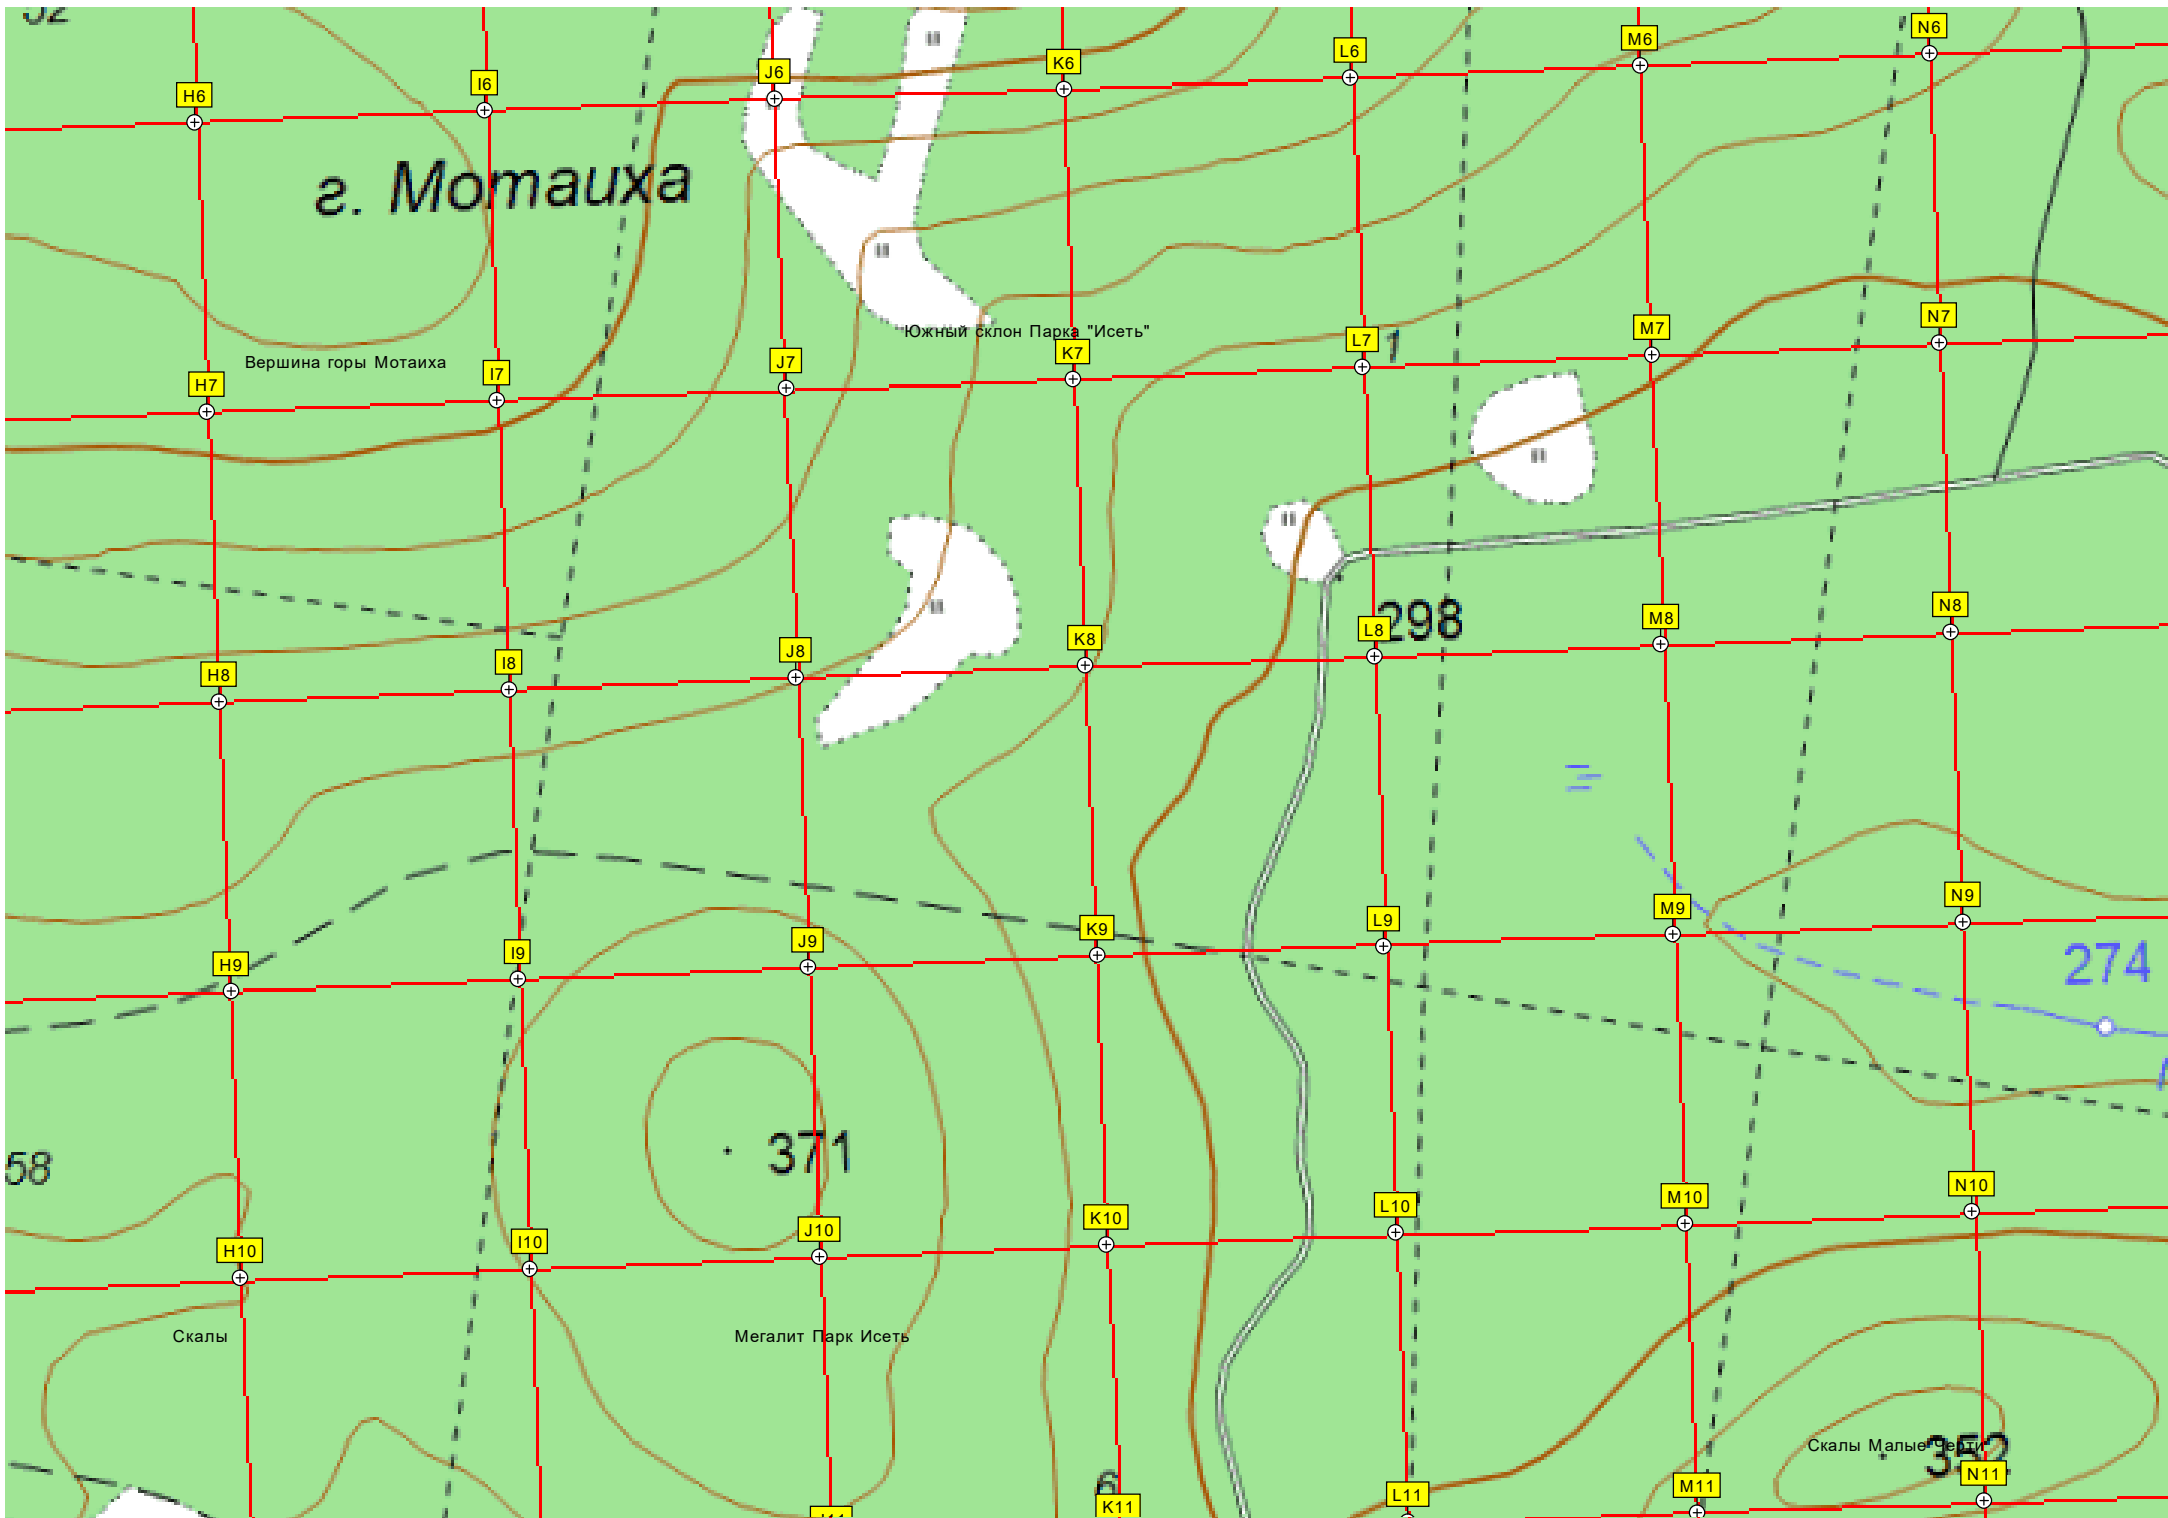 N6
M6
L6
K6
J6
I6
H6
г. Мотаиха
Южный склон Парка "Исеть"
N7
M7
L7
1
K7
J7
Вершина горы Мотаиха
I7
H7
N8
M8
298
L8
K8
J8
I8
H8
N9
M9
L9
K9
J9
I9
H9
274
371
58
N10
M10
L10
K10
J10
I10
H10
Скалы
Мегалит Парк Исеть
Скалы Малые Черти
352
N11
M11
L11
6
K11